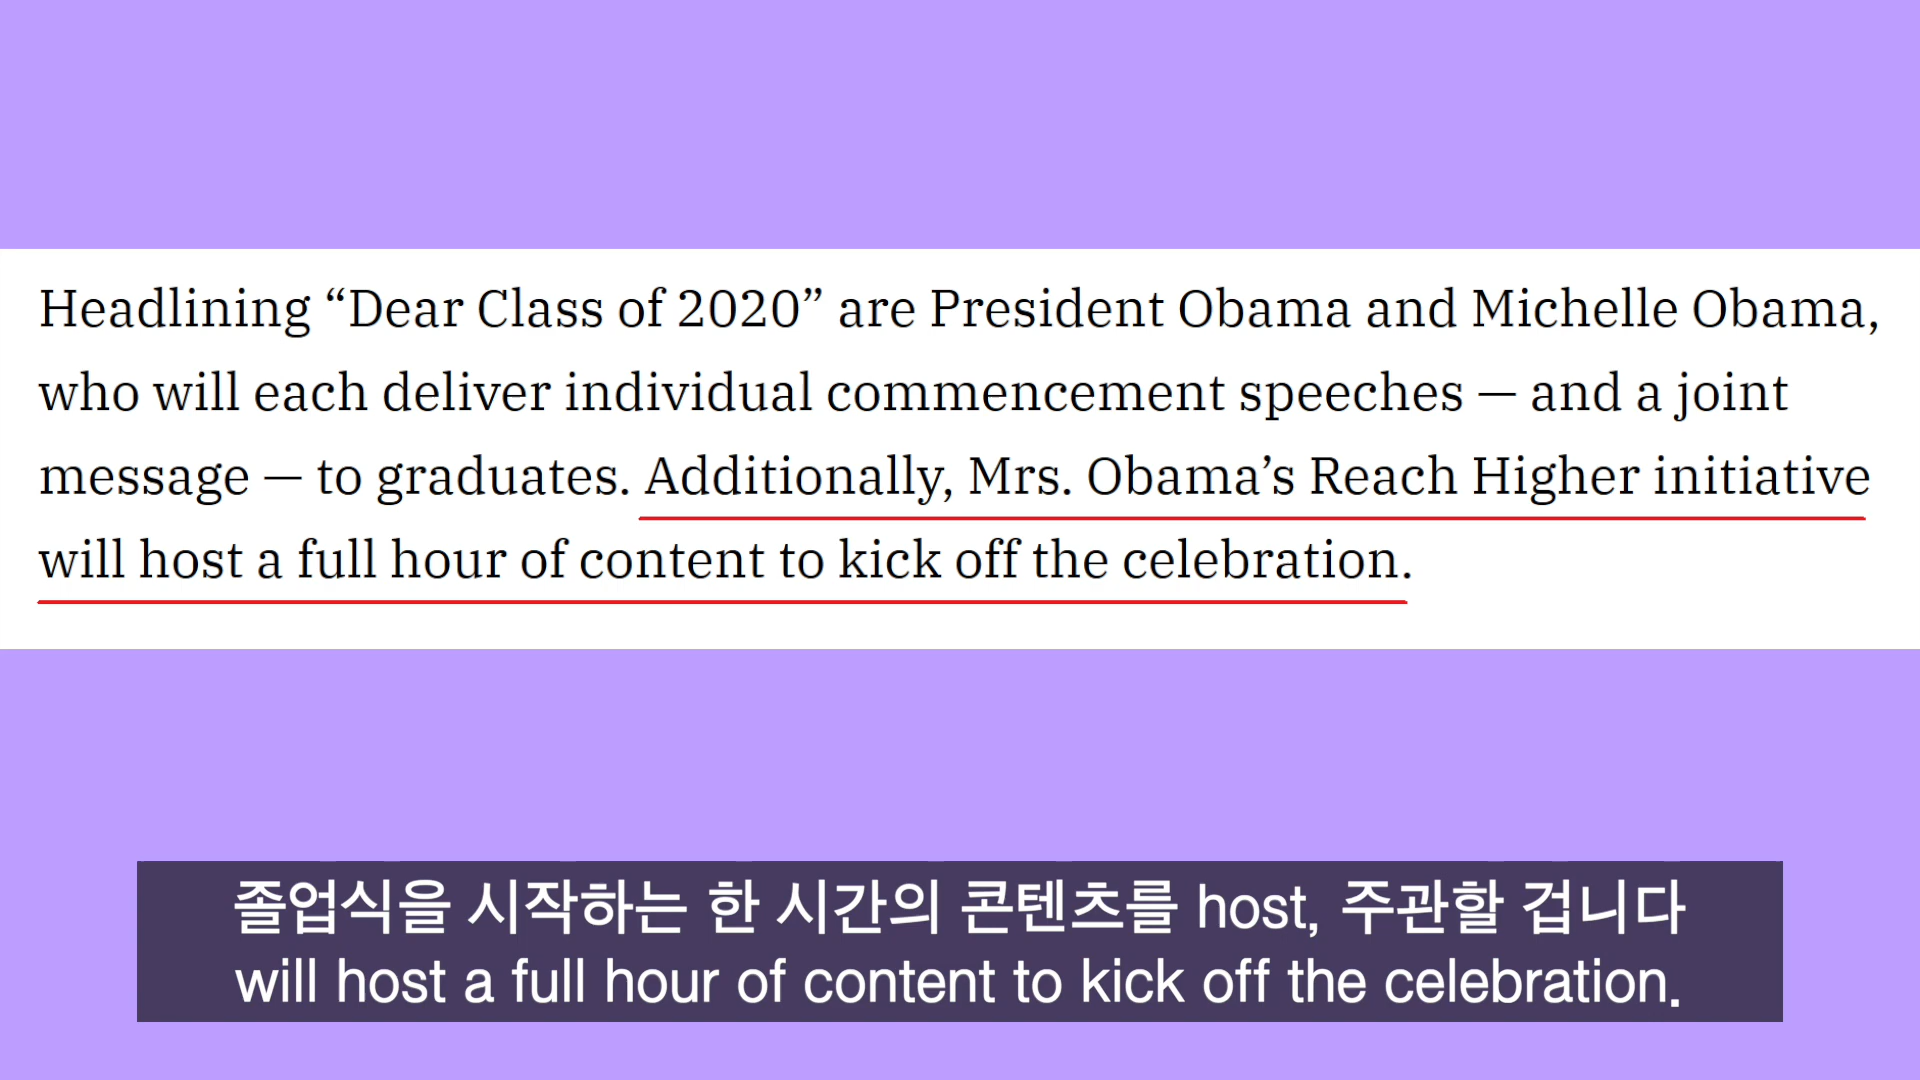 Headlining “Dear Class of 2020” are President Obama and Michelle Obama,
who will each deliver individual commencement speeches — and a joint
message — to graduates. Additionally, Mrs. Obama’s Reach Higher initiative
will host a full hour of content to kick off the celebration.
졸업식을 시작하는 한 시간의 콘텐츠를 host, 주관할 겁니다
will host a full hour of content to kick off the celebration.